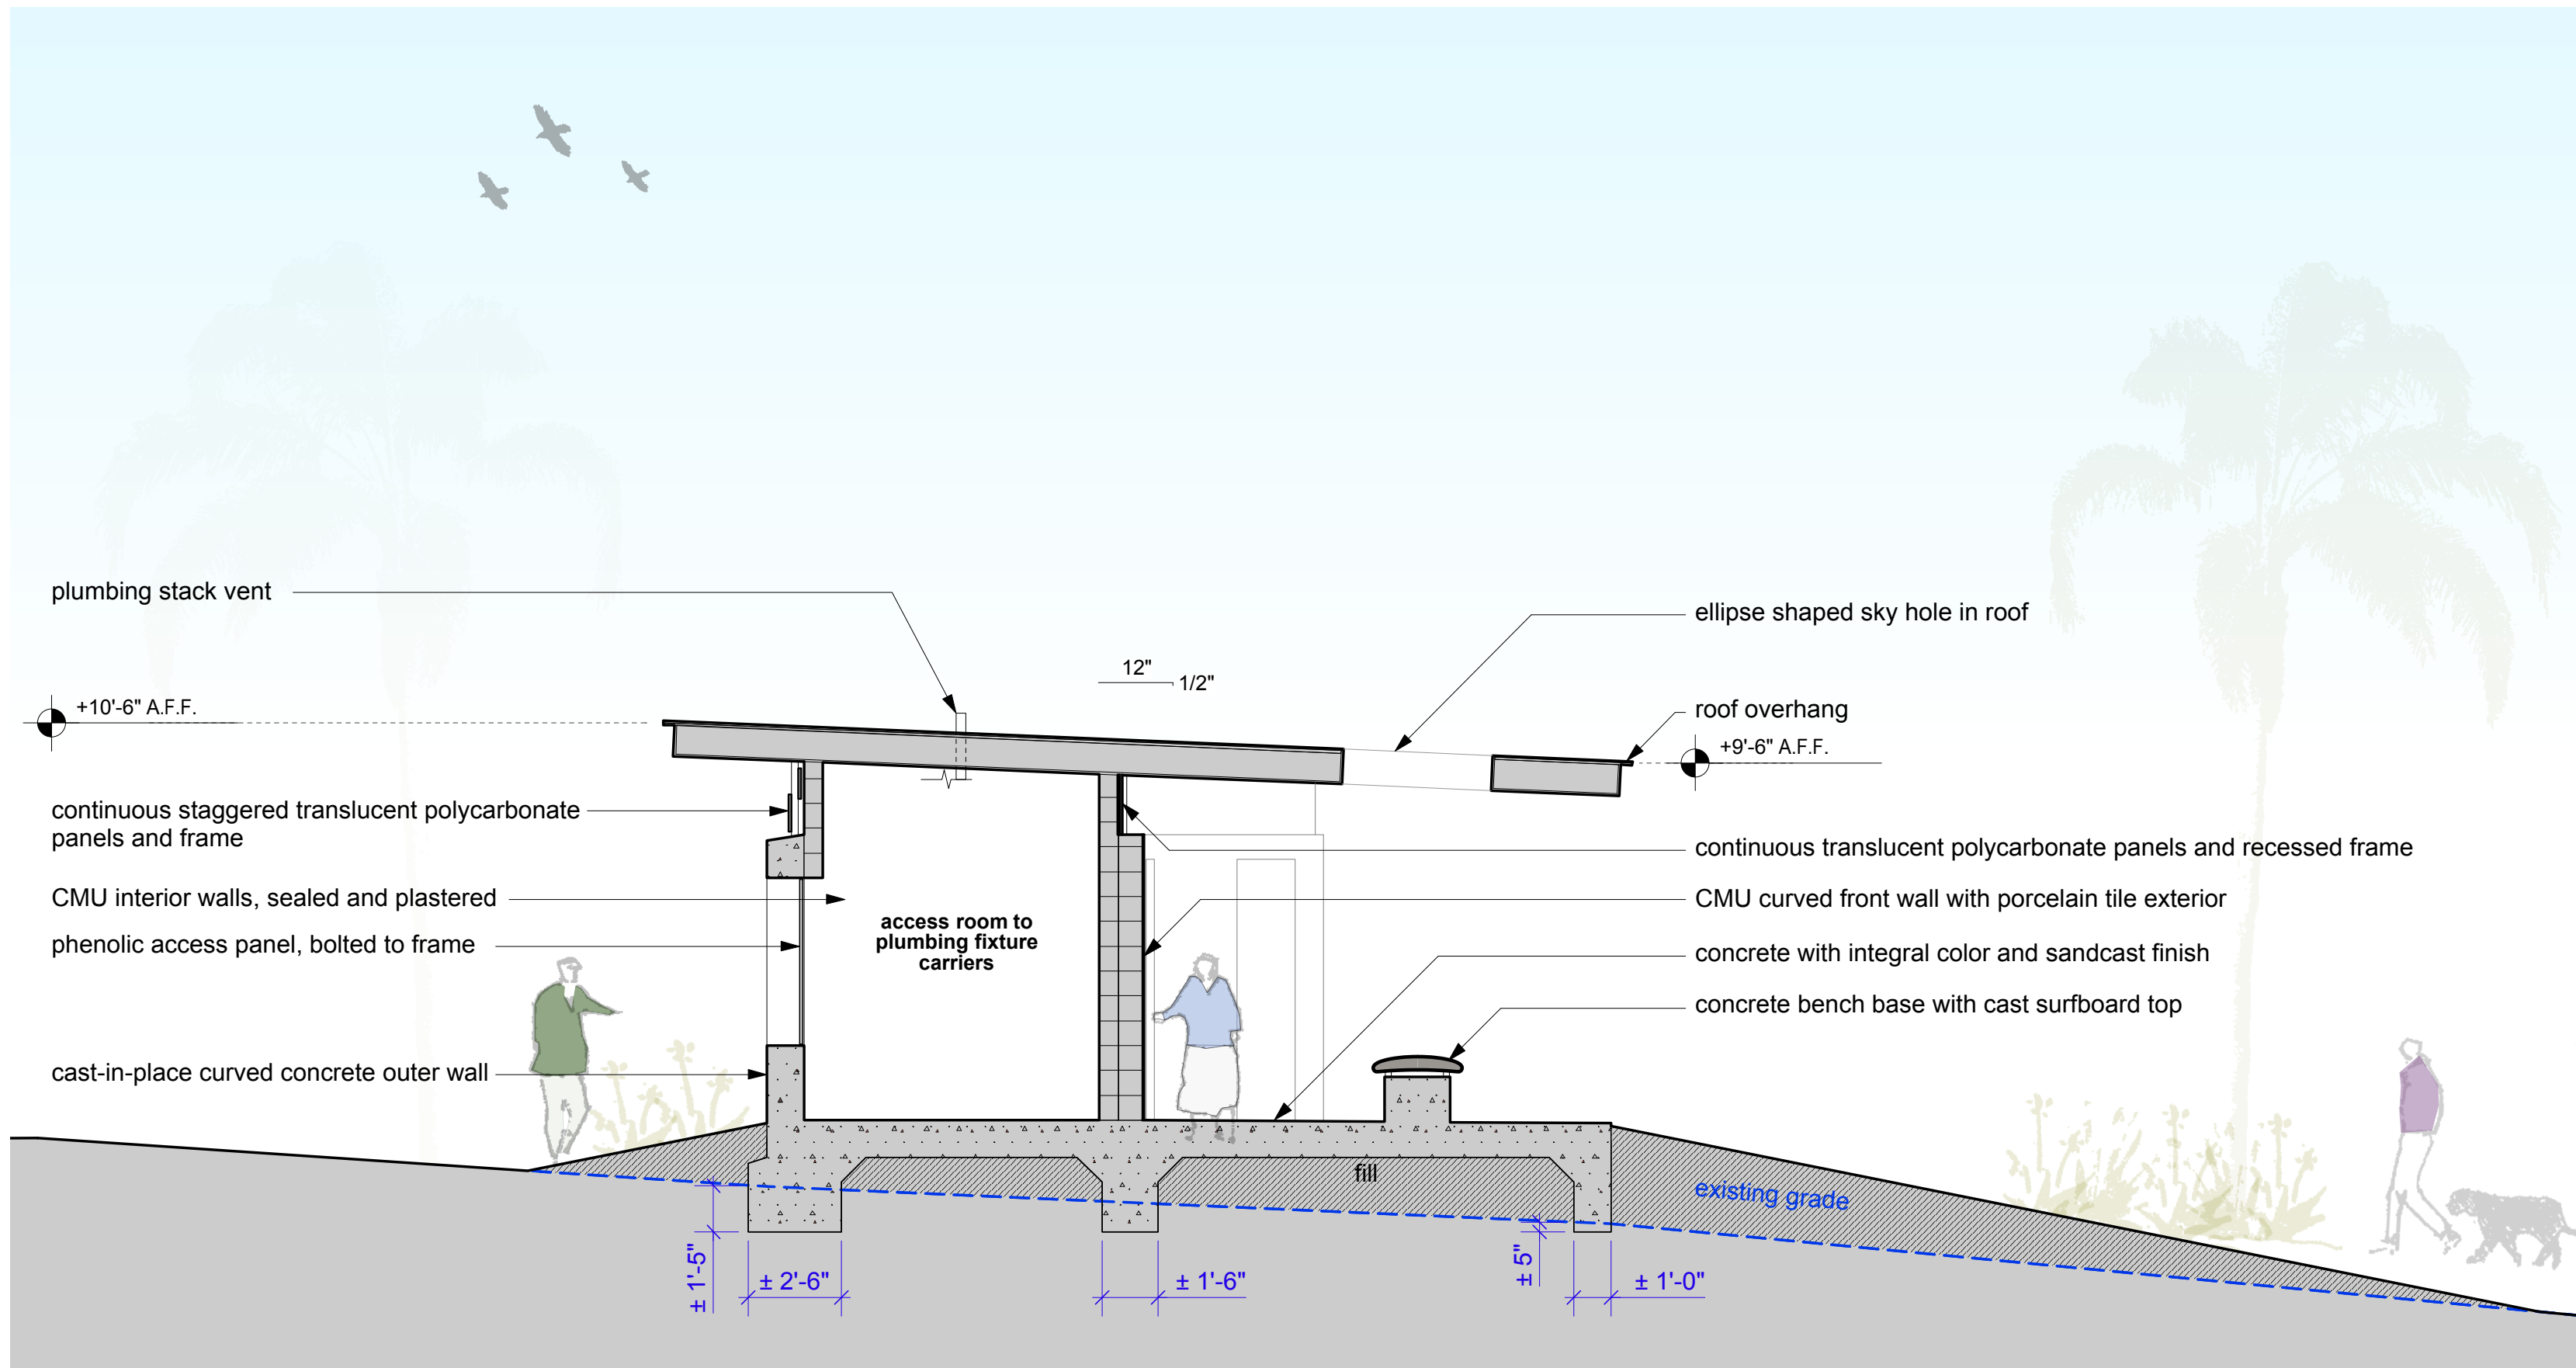 plumbing stack vent
ellipse shaped sky hole in roof
12"
1/2"
+10'-6" A.F.F.
roof overhang
+9'-6" A.F.F.
continuous staggered translucent polycarbonate
panels and frame
continuous translucent polycarbonate panels and recessed frame
CMU interior walls, sealed and plastered
CMU curved front wall with porcelain tile exterior
access room to
plumbing fixture
carriers
phenolic access panel, bolted to frame
concrete with integral color and sandcast finish
concrete bench base with cast surfboard top
cast-in-place curved concrete outer wall
fill
existing grade
± 1'-5"
± 2'-6"
± 1'-6"
± 5"
± 1'-0"